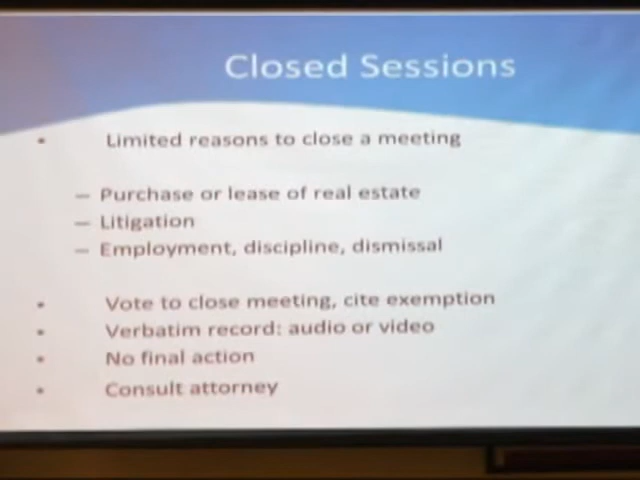 Closed Sessions
• Limited reasons to close a meeting
– Purchase or lease of real estate
– Litigation
– Employment, discipline, dismissal
• Vote to close meeting, cite exemption
• Verbatim record: audio or video
• No final action
• Consult attorney